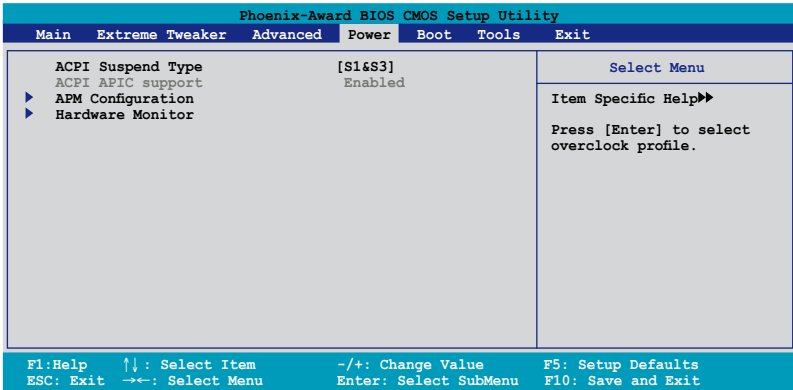 Phoenix-Award BIOS CMOS Setup Utility
Main Extreme Tweaker Advanced Power Boot Tools Exit
ACPI Suspend Type [S1&S3]
ACPI APIC support Enabled
APM Configuration
Hardware Monitor
Select Menu
Item Specific Help▶▶
Press [Enter] to select
overclock profile.
F1:Help ↑↓: Select Item -/+: Change Value F5: Setup Defaults
ESC: Exit →←: Select Menu Enter: Select SubMenu F10: Save and Exit